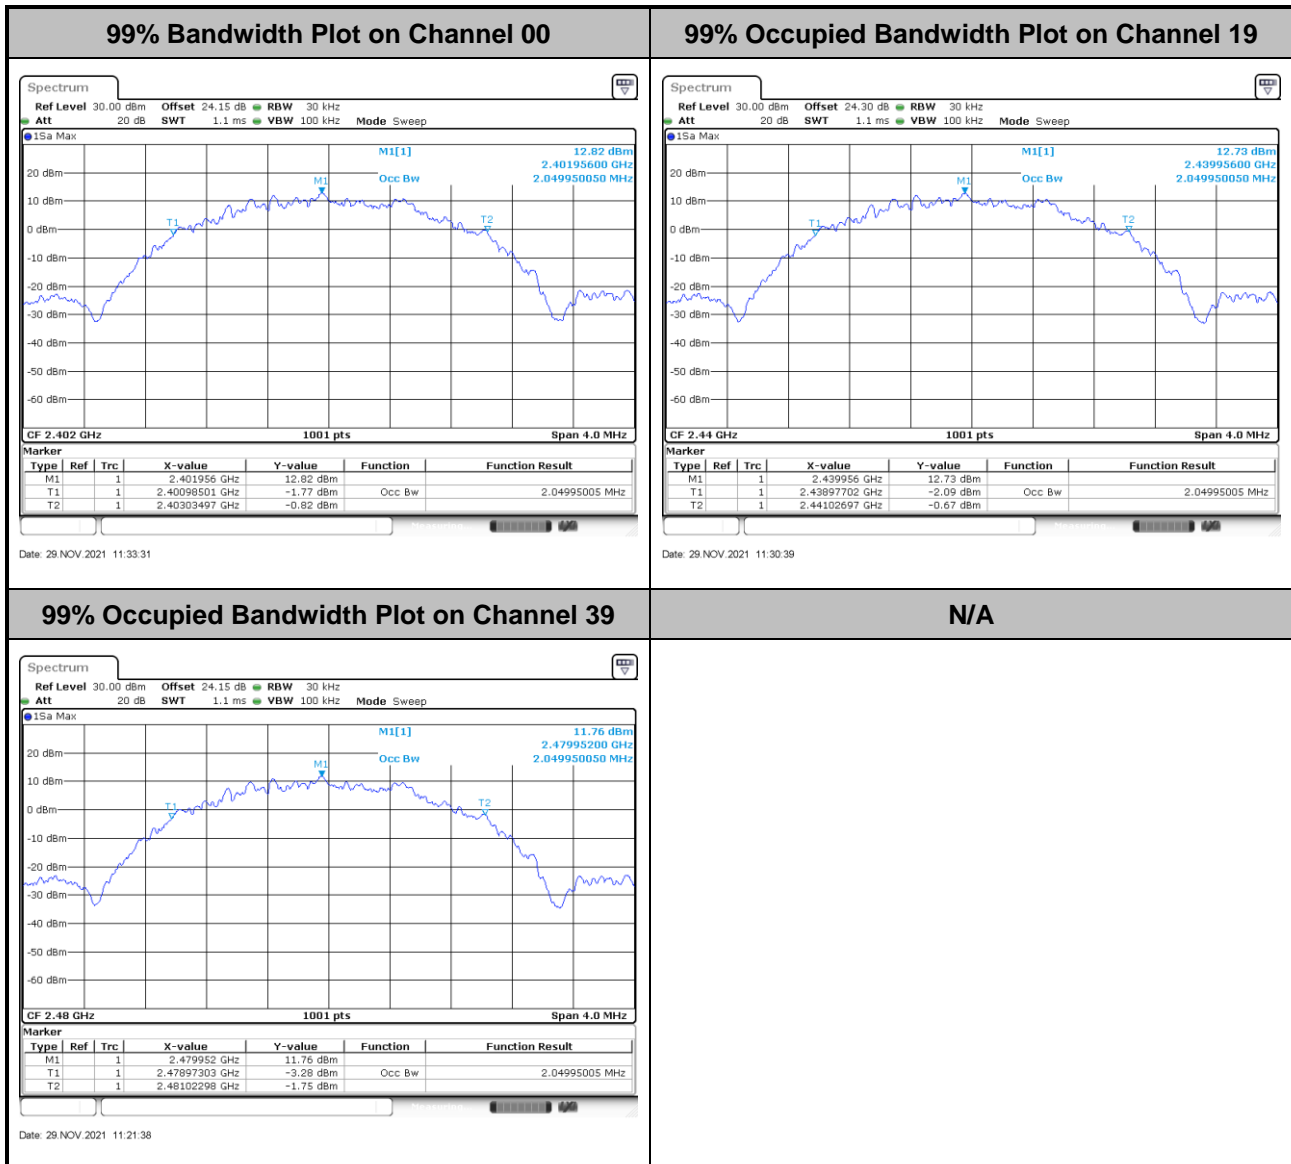 99% Bandwidth Plot on Channel 00
Spectrum
Ref Level 30.00 dBm Offset 24.15 dB RBW 30 kHz
Att 20 dB SWT 1.1 ms VBW 100 kHz Mode Sweep
1Sa Max
M1[1] 12.82 dBm
2.40195600 GHz
Occ Bw 2.049950050 MHz
20 dBm
M1
10 dBm
T1
T2
0 dBm
-10 dBm
-20 dBm
-30 dBm
-40 dBm
-50 dBm
-60 dBm
CF 2.402 GHz 1001 pts Span 4.0 MHz
Marker
Type Ref Trc X-value Y-value Function Function Result
M1 1 2.401956 GHz 12.82 dBm
T1 1 2.40098501 GHz -1.77 dBm Occ Bw 2.04995005 MHz
T2 1 2.40303497 GHz -0.82 dBm
Date: 29.NOV.2021 11:33:31
99% Occupied Bandwidth Plot on Channel 19
Spectrum
Ref Level 30.00 dBm Offset 24.30 dB RBW 30 kHz
Att 20 dB SWT 1.1 ms VBW 100 kHz Mode Sweep
1Sa Max
M1[1] 12.73 dBm
2.43995600 GHz
Occ Bw 2.049950050 MHz
20 dBm
M1
10 dBm
T1
T2
0 dBm
-10 dBm
-20 dBm
-30 dBm
-40 dBm
-50 dBm
-60 dBm
CF 2.44 GHz 1001 pts Span 4.0 MHz
Marker
Type Ref Trc X-value Y-value Function Function Result
M1 1 2.439956 GHz 12.73 dBm
T1 1 2.43897702 GHz -2.09 dBm Occ Bw 2.04995005 MHz
T2 1 2.44102697 GHz -0.67 dBm
Date: 29.NOV.2021 11:30:39
99% Occupied Bandwidth Plot on Channel 39
Spectrum
Ref Level 30.00 dBm Offset 24.15 dB RBW 30 kHz
Att 20 dB SWT 1.1 ms VBW 100 kHz Mode Sweep
1Sa Max
M1[1] 11.76 dBm
2.47995200 GHz
Occ Bw 2.049950050 MHz
20 dBm
M1
10 dBm
T1
T2
0 dBm
-10 dBm
-20 dBm
-30 dBm
-40 dBm
-50 dBm
-60 dBm
CF 2.48 GHz 1001 pts Span 4.0 MHz
Marker
Type Ref Trc X-value Y-value Function Function Result
M1 1 2.479952 GHz 11.76 dBm
T1 1 2.47897303 GHz -3.28 dBm Occ Bw 2.04995005 MHz
T2 1 2.48102298 GHz -1.75 dBm
Date: 29.NOV.2021 11:21:38
N/A